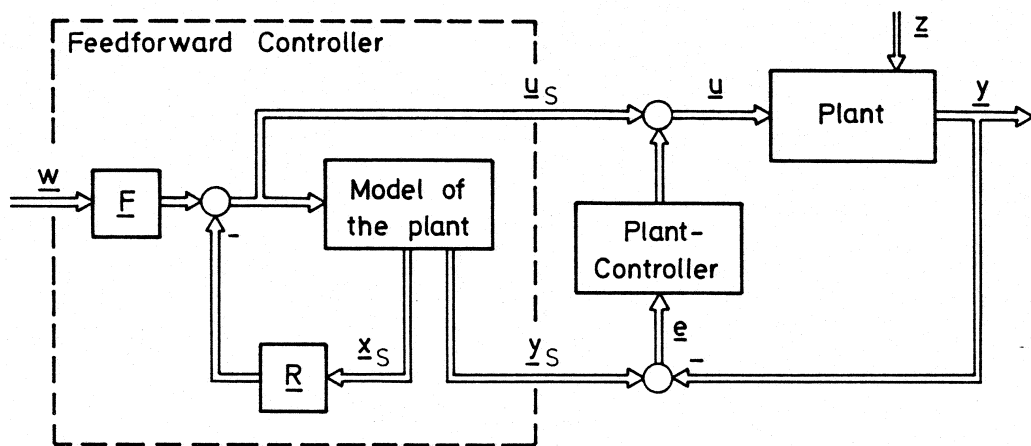 Feedforward Controller
z
u_S
u
y
Plant
w
F
Model of
the plant
-
Plant-
Controller
x_S
R
y_S
e
-